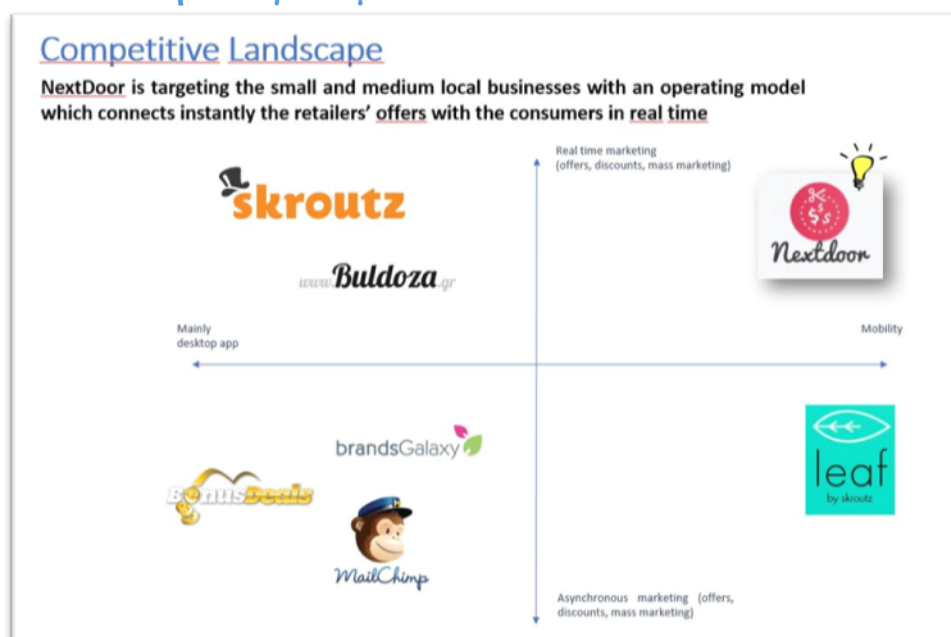 Competitive Landscape
NextDoor is targeting the small and medium local businesses with an operating model
which connects instantly the retailers' offers with the consumers in real time
Real time marketing
(offers, discounts, mass marketing)
skroutz
$
$s
Nextdoor
www.Buldoza.gr
Mainly
desktop app
Mobility
brandsGalaxy
BonusDeals
leaf
by skroutz
MailChimp
Asynchronous marketing (offers,
discounts, mass marketing)